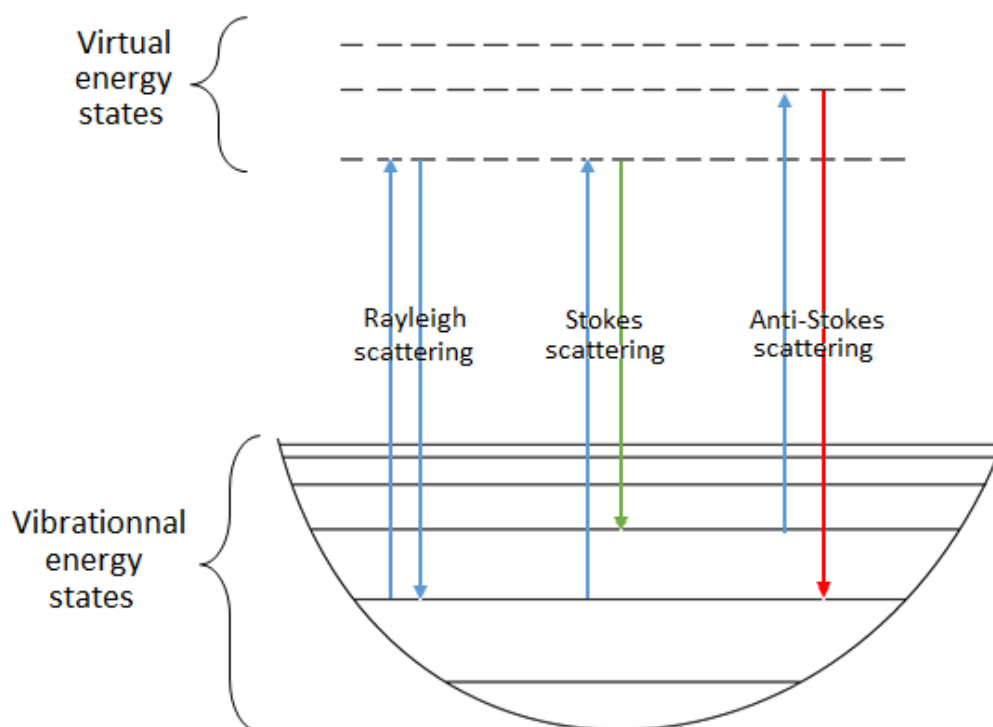 Virtual
energy
states
Rayleigh
scattering
Stokes
scattering
Anti-Stokes
scattering
Vibrationnal
energy
states